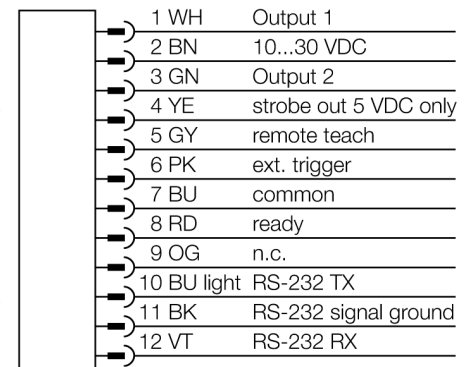 1 WH Output 1
2 BN 10...30 VDC
3 GN Output 2
4 YE strobe out 5 VDC only
5 GY remote teach
6 PK ext. trigger
7 BU common
8 RD ready
9 OG n.c.
10 BU light RS-232 TX
11 BK RS-232 signal ground
12 VT RS-232 RX